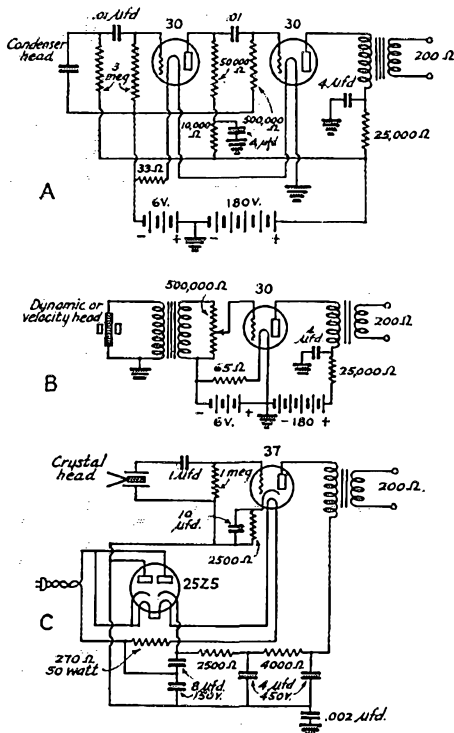 .01 μfd
30
.01
30
Condenser
head
3
meg
50000
Ω
10,000
Ω
4 μfd
500,000
Ω
4 μfd
200 Ω
25,000 Ω
33 Ω
A
6V.
180 V.
- +
- +
500,000 Ω
30
Dynamic or
velocity head
4
μfd
200 Ω
25,000 Ω
B
65 Ω
- 6V. +
- 180 +
37
Crystal
head
1 μfd
1 meg
10
μfd.
2500 Ω
200 Ω.
25Z5
C
270 Ω
50 watt
2500 Ω
4000 Ω
8 μfd
150 V.
4 μfd
450 V.
.002 μfd.